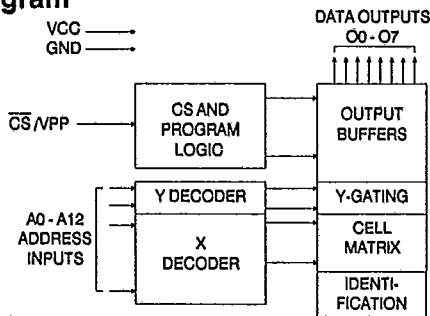 gram
DATA OUTPUTS
O0 - O7
VCC
GND
CS/VPP
CS AND
PROGRAM
LOGIC
OUTPUT
BUFFERS
Y DECODER
Y-GATING
A0 - A12
ADDRESS
INPUTS
X
DECODER
CELL
MATRIX
IDENTI-
FICATION